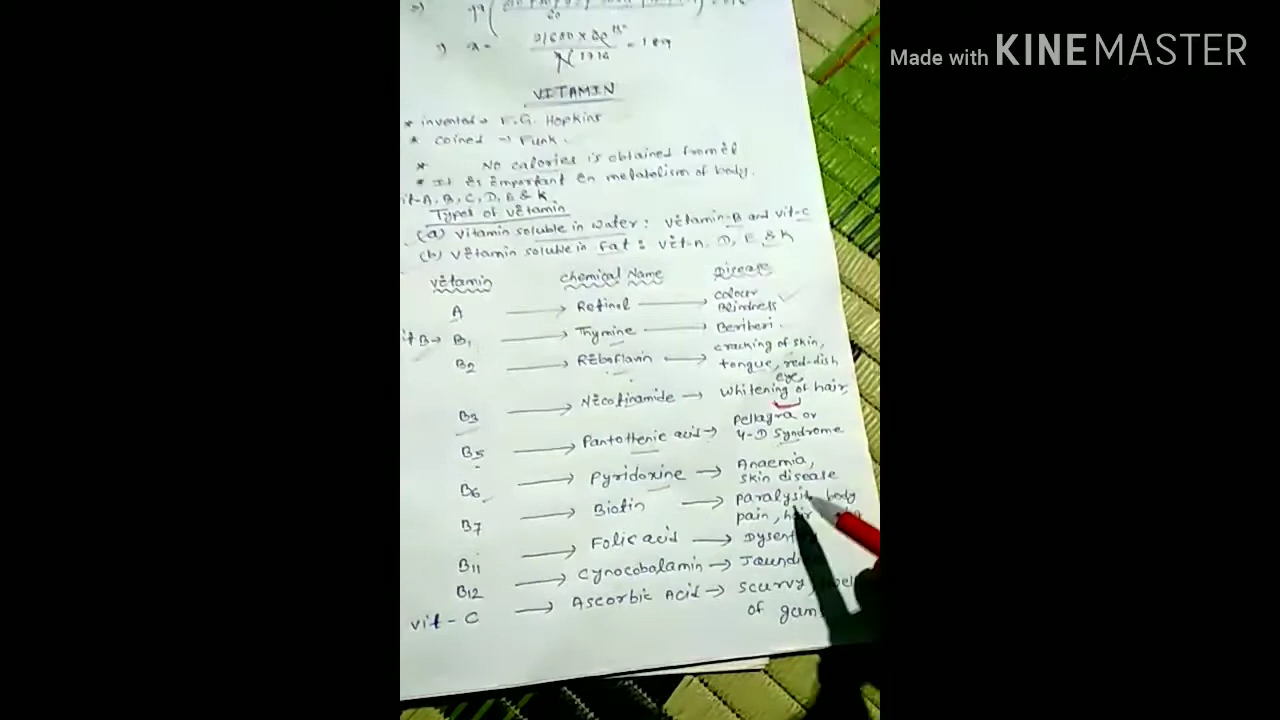 Made with KINEMASTER
VITAMIN
* invented → F.G. Hopkins
* coined → Funk.
* No calories is obtained from it
* It is important in metabolism of body.
vit-A, B, C, D, E & K
Types of vitamin
(a) vitamin soluble in water: vitamin-B and vit-C
(b) vitamin soluble in Fat: vit-A, D, E & K
vitamin chemical Name Disease
A → Retinol → colour Blindness
vit B → B1 → Thymine → Beriberi
B2 → Riboflavin → cracking of skin, tongue, red-dish eye
B3 → Nicotinamide → whitening of hair
B5 → Pantothenic acid → Pellagra or 4-D Syndrome
B6 → Pyridoxine → Anaemia, skin disease
B7 → Biotin → paralysis, body pain, hair
B11 → Folic acid →
B12 → Cynocobalamin →
vit-C → Ascorbic Acid → scurvy
of